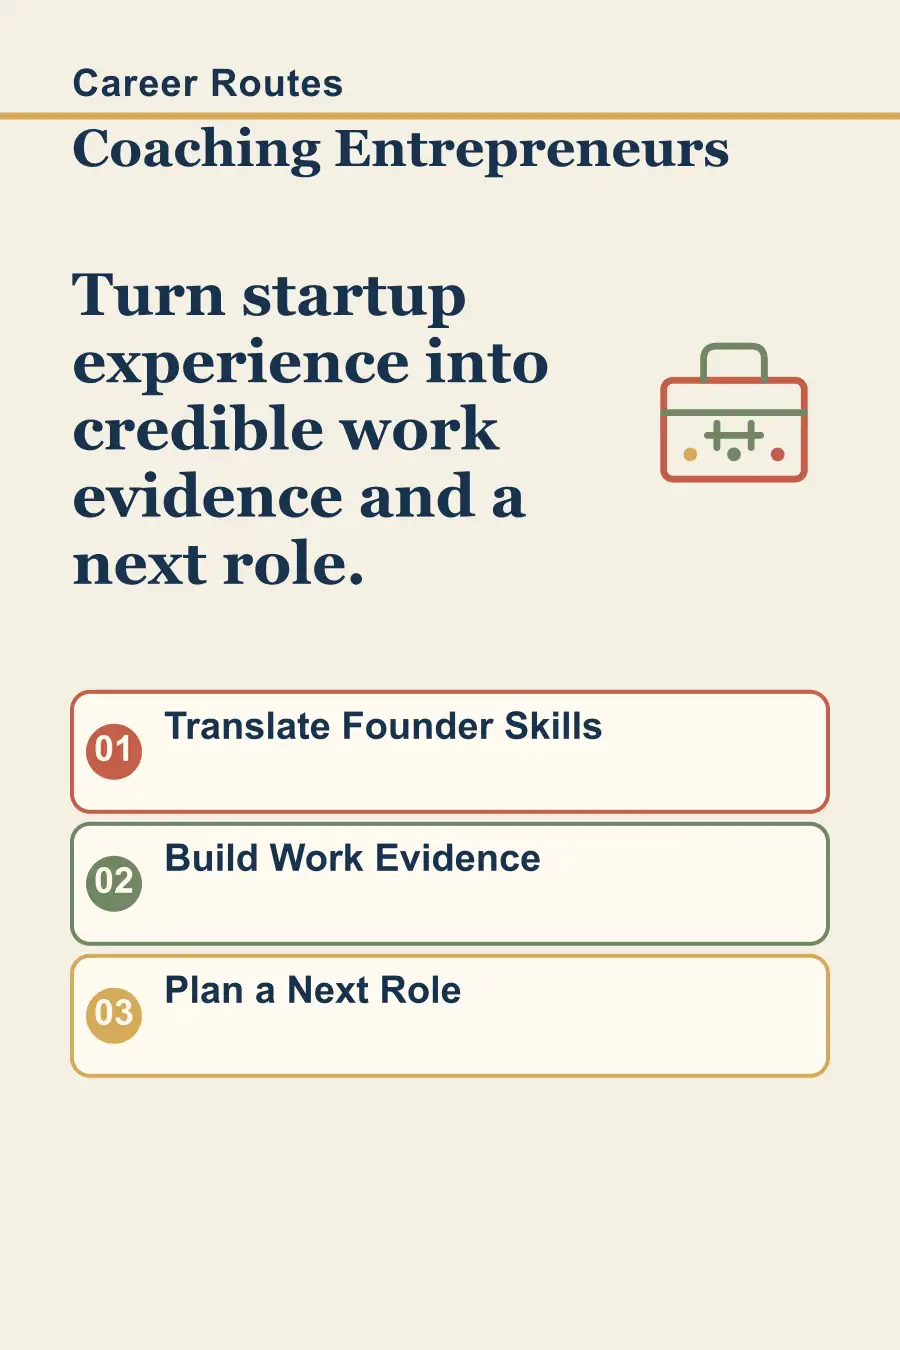 Career Routes
Coaching Entrepreneurs
Turn startup
experience into
credible work
evidence and a
next role.
01
Translate Founder Skills
02
Build Work Evidence
03
Plan a Next Role